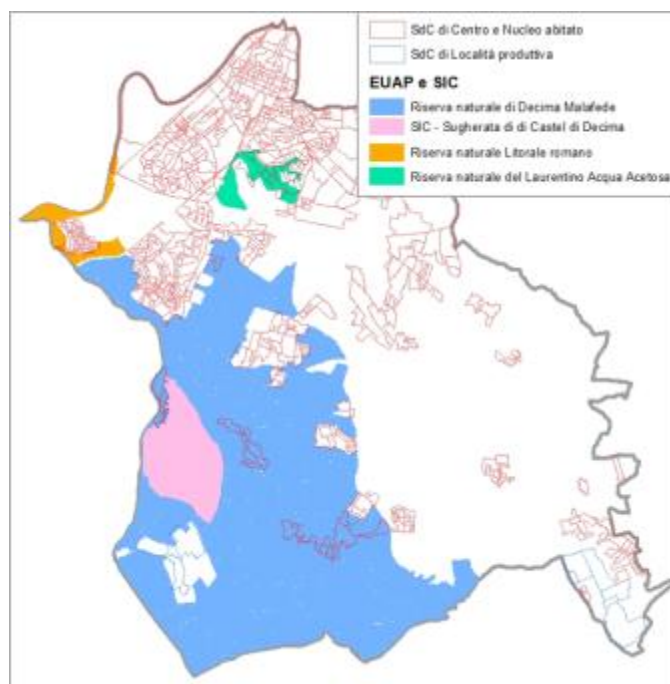 SdC di Centro e Nucleo abitato
SdC di Località produttiva
EUAP e SIC
Riserva naturale di Decima Malafede
SIC - Sugherata di di Castel di Decima
Riserva naturale Litorale romano
Riserva naturale del Laurentino Acqua Acetosa